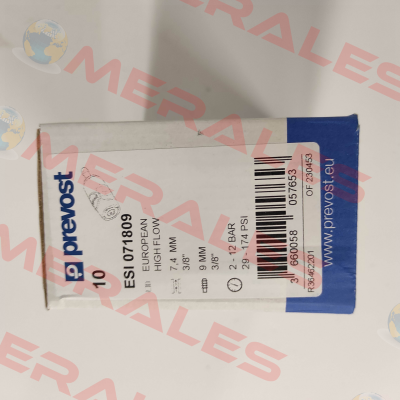 prevost
10
ESI 071809
EUROPEAN
HIGH FLOW
7,4 MM
3/8"
9 MM
3/8"
2 - 12 BAR
29 - 174 PSI
3 660058 057653
R36462201
OF 230453
www.prevost.eu
MERALES
MERALES
MERALES